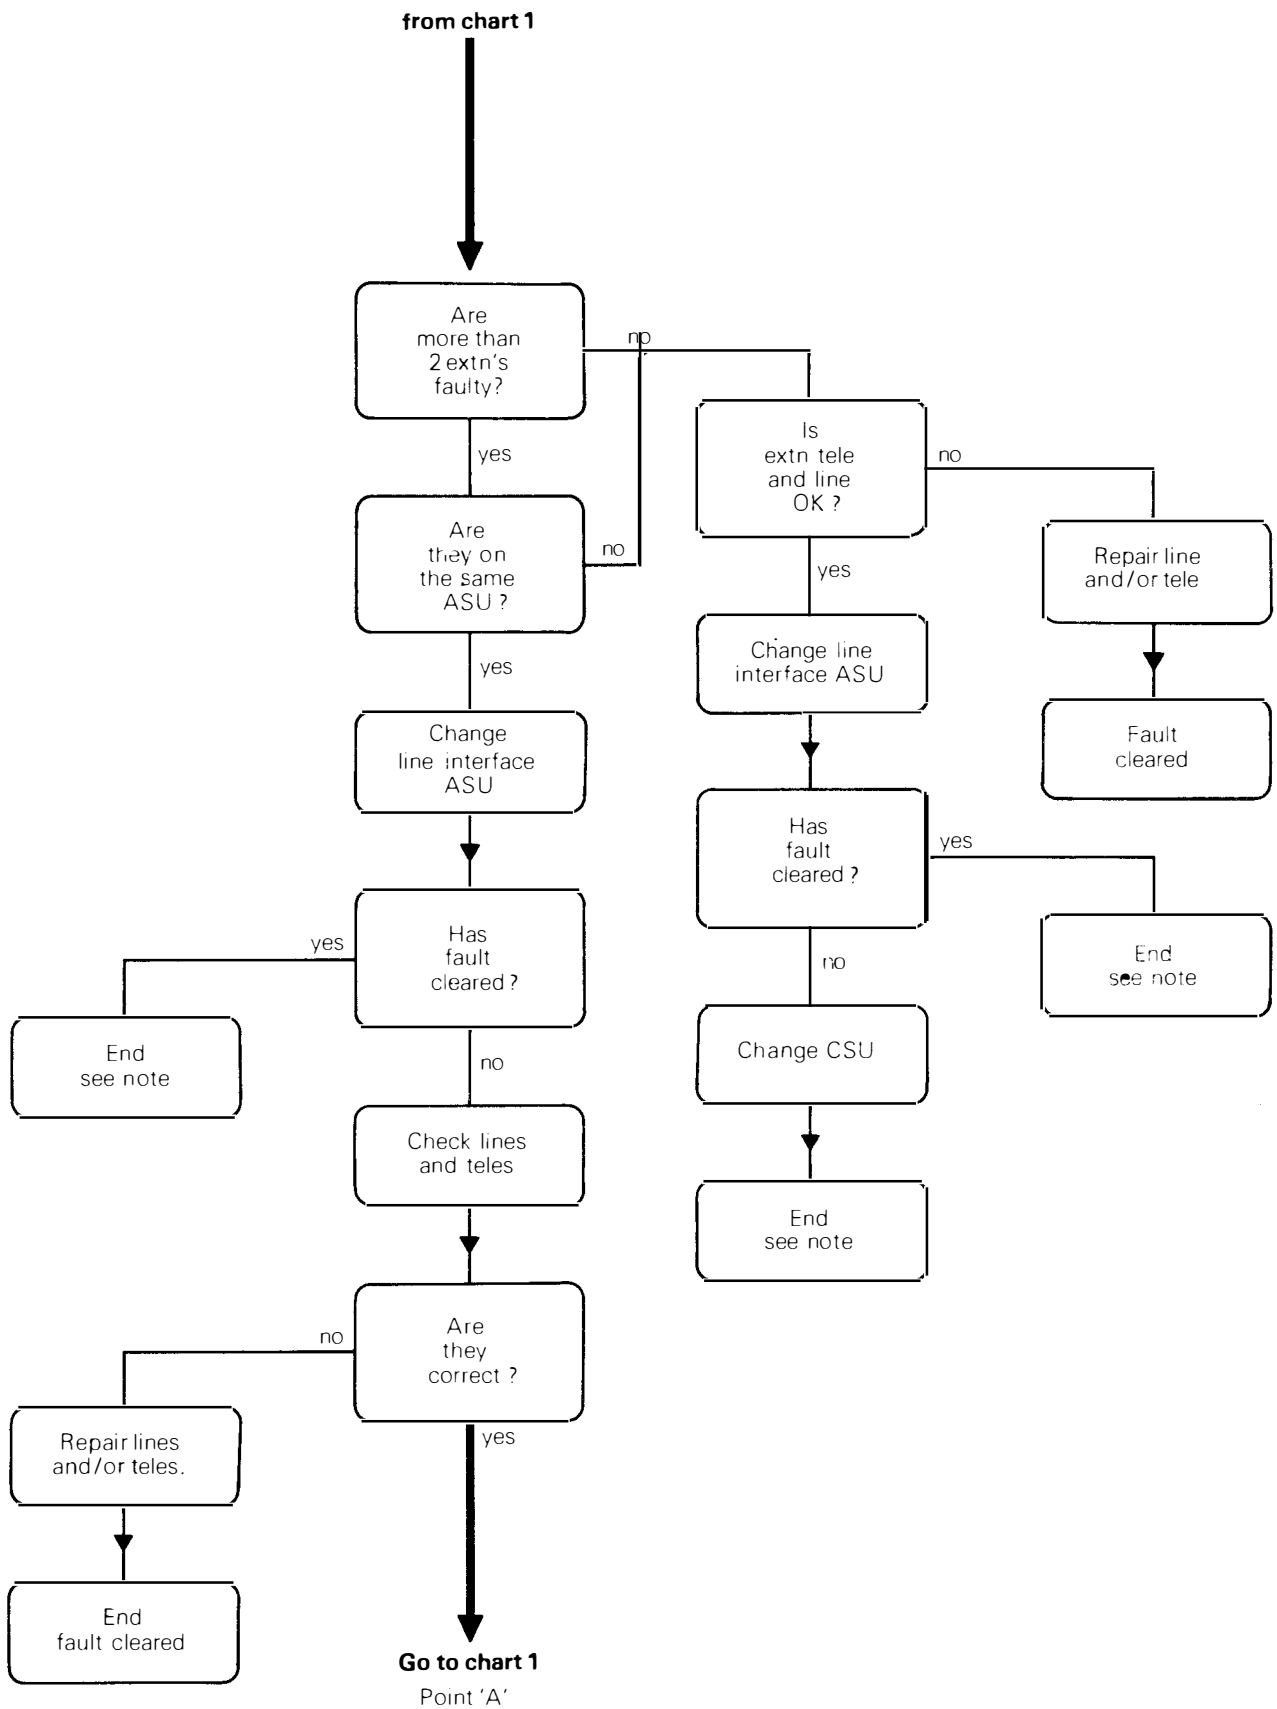 from chart 1
Are
more than
2 extn's
faulty?
no
yes
Is
extn tele
and line
OK ?
no
Are
they on
the same
ASU ?
no
yes
Repair line
and/or tele
yes
Change line
interface ASU
Change
line interface
ASU
Fault
cleared
Has
fault
cleared ?
yes
Has
fault
cleared ?
yes
no
End
see note
no
End
see note
Change CSU
Check lines
and teles
End
see note
Are
they
correct ?
no
yes
Repair lines
and/or teles.
End
fault cleared
Go to chart 1
Point 'A'